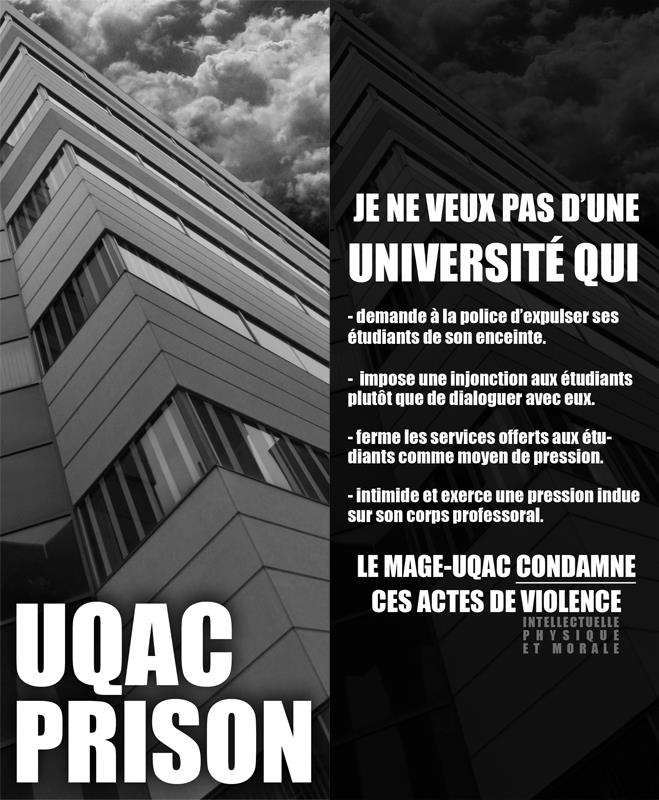 UQAC
PRISON
JE NE VEUX PAS D'UNE
UNIVERSITÉ QUI
- demande à la police d'expulser ses
étudiants de son enceinte.
-  impose une injonction aux étudiants
plutôt que de dialoguer avec eux.
- ferme les services offerts aux étu-
diants comme moyen de pression.
- intimide et exerce une pression indue
sur son corps professoral.
LE MAGE-UQAC CONDAMNE
CES ACTES DE VIOLENCE
INTELLECTUELLE
PHYSIQUE
ET MORALE